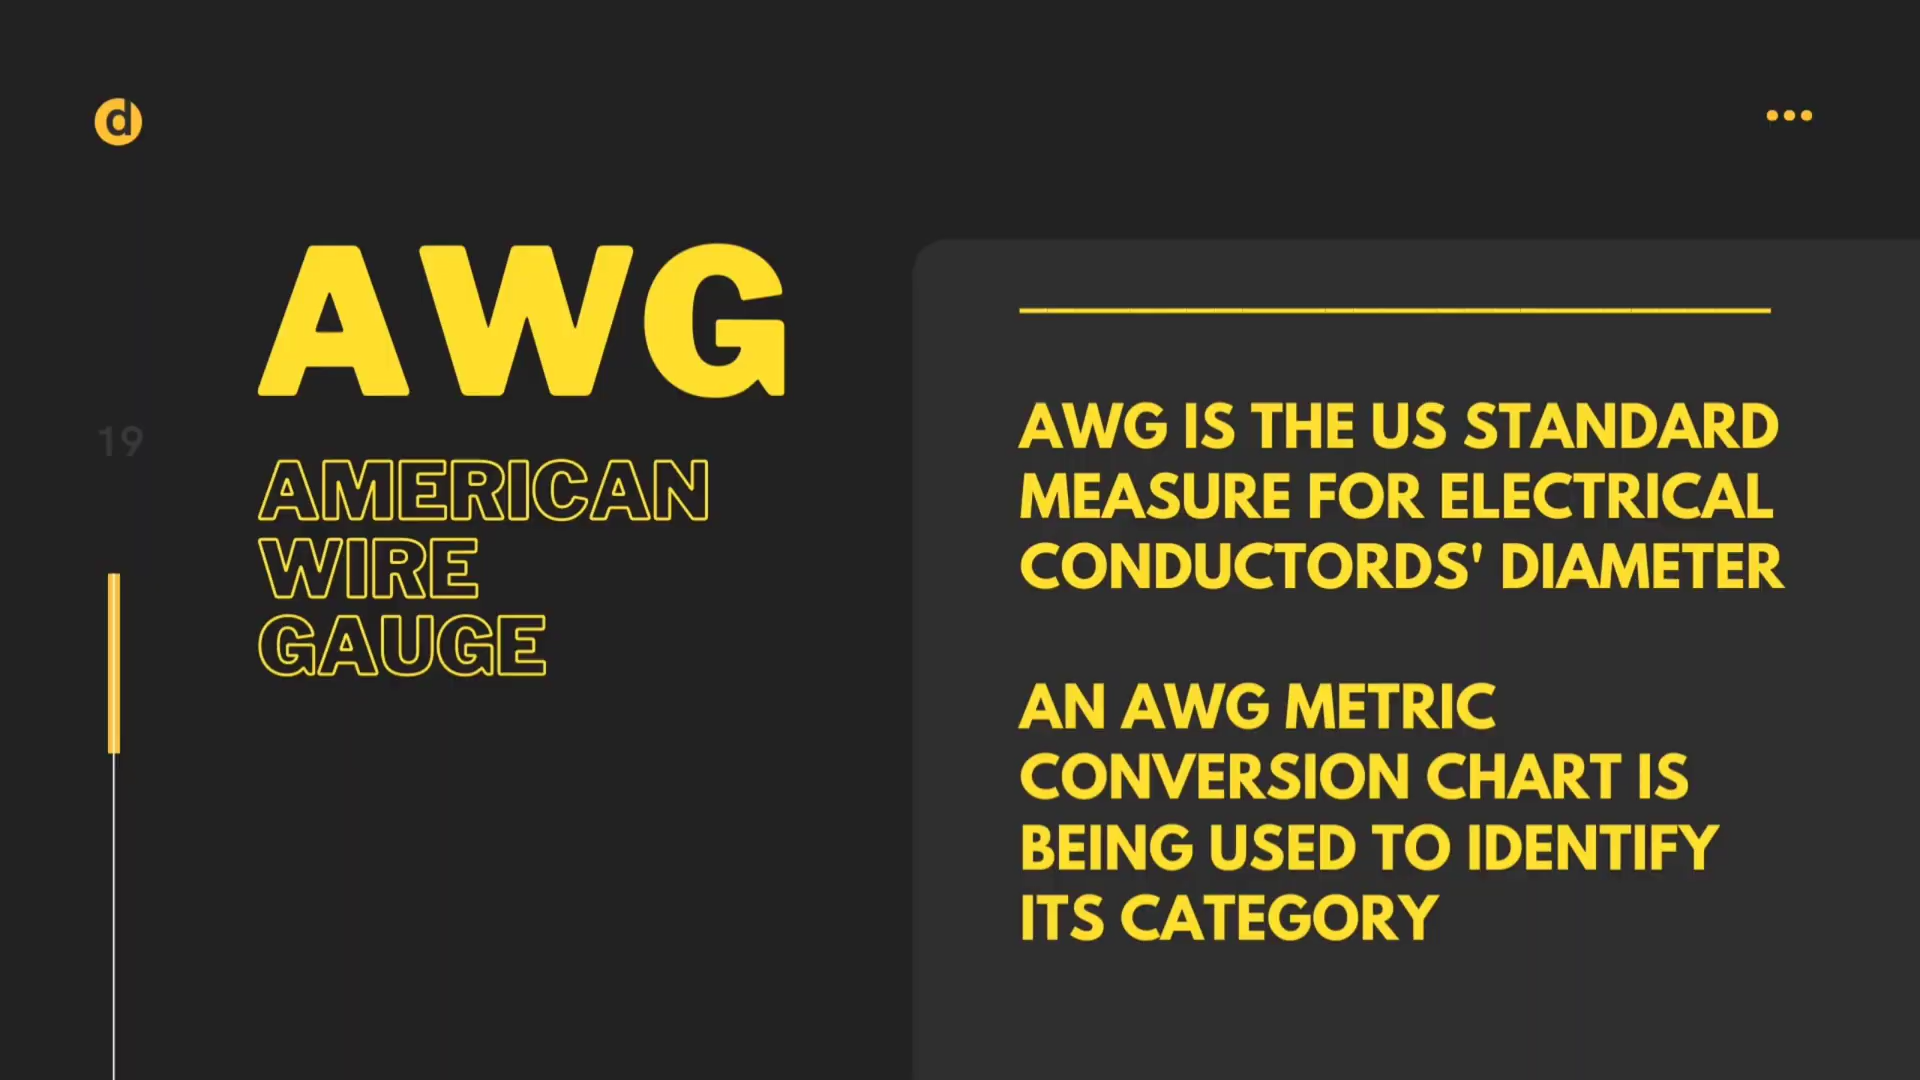 d
AWG
19
AMERICAN
WIRE
GAUGE
AWG IS THE US STANDARD
MEASURE FOR ELECTRICAL
CONDUCTORDS' DIAMETER
AN AWG METRIC
CONVERSION CHART IS
BEING USED TO IDENTIFY
ITS CATEGORY